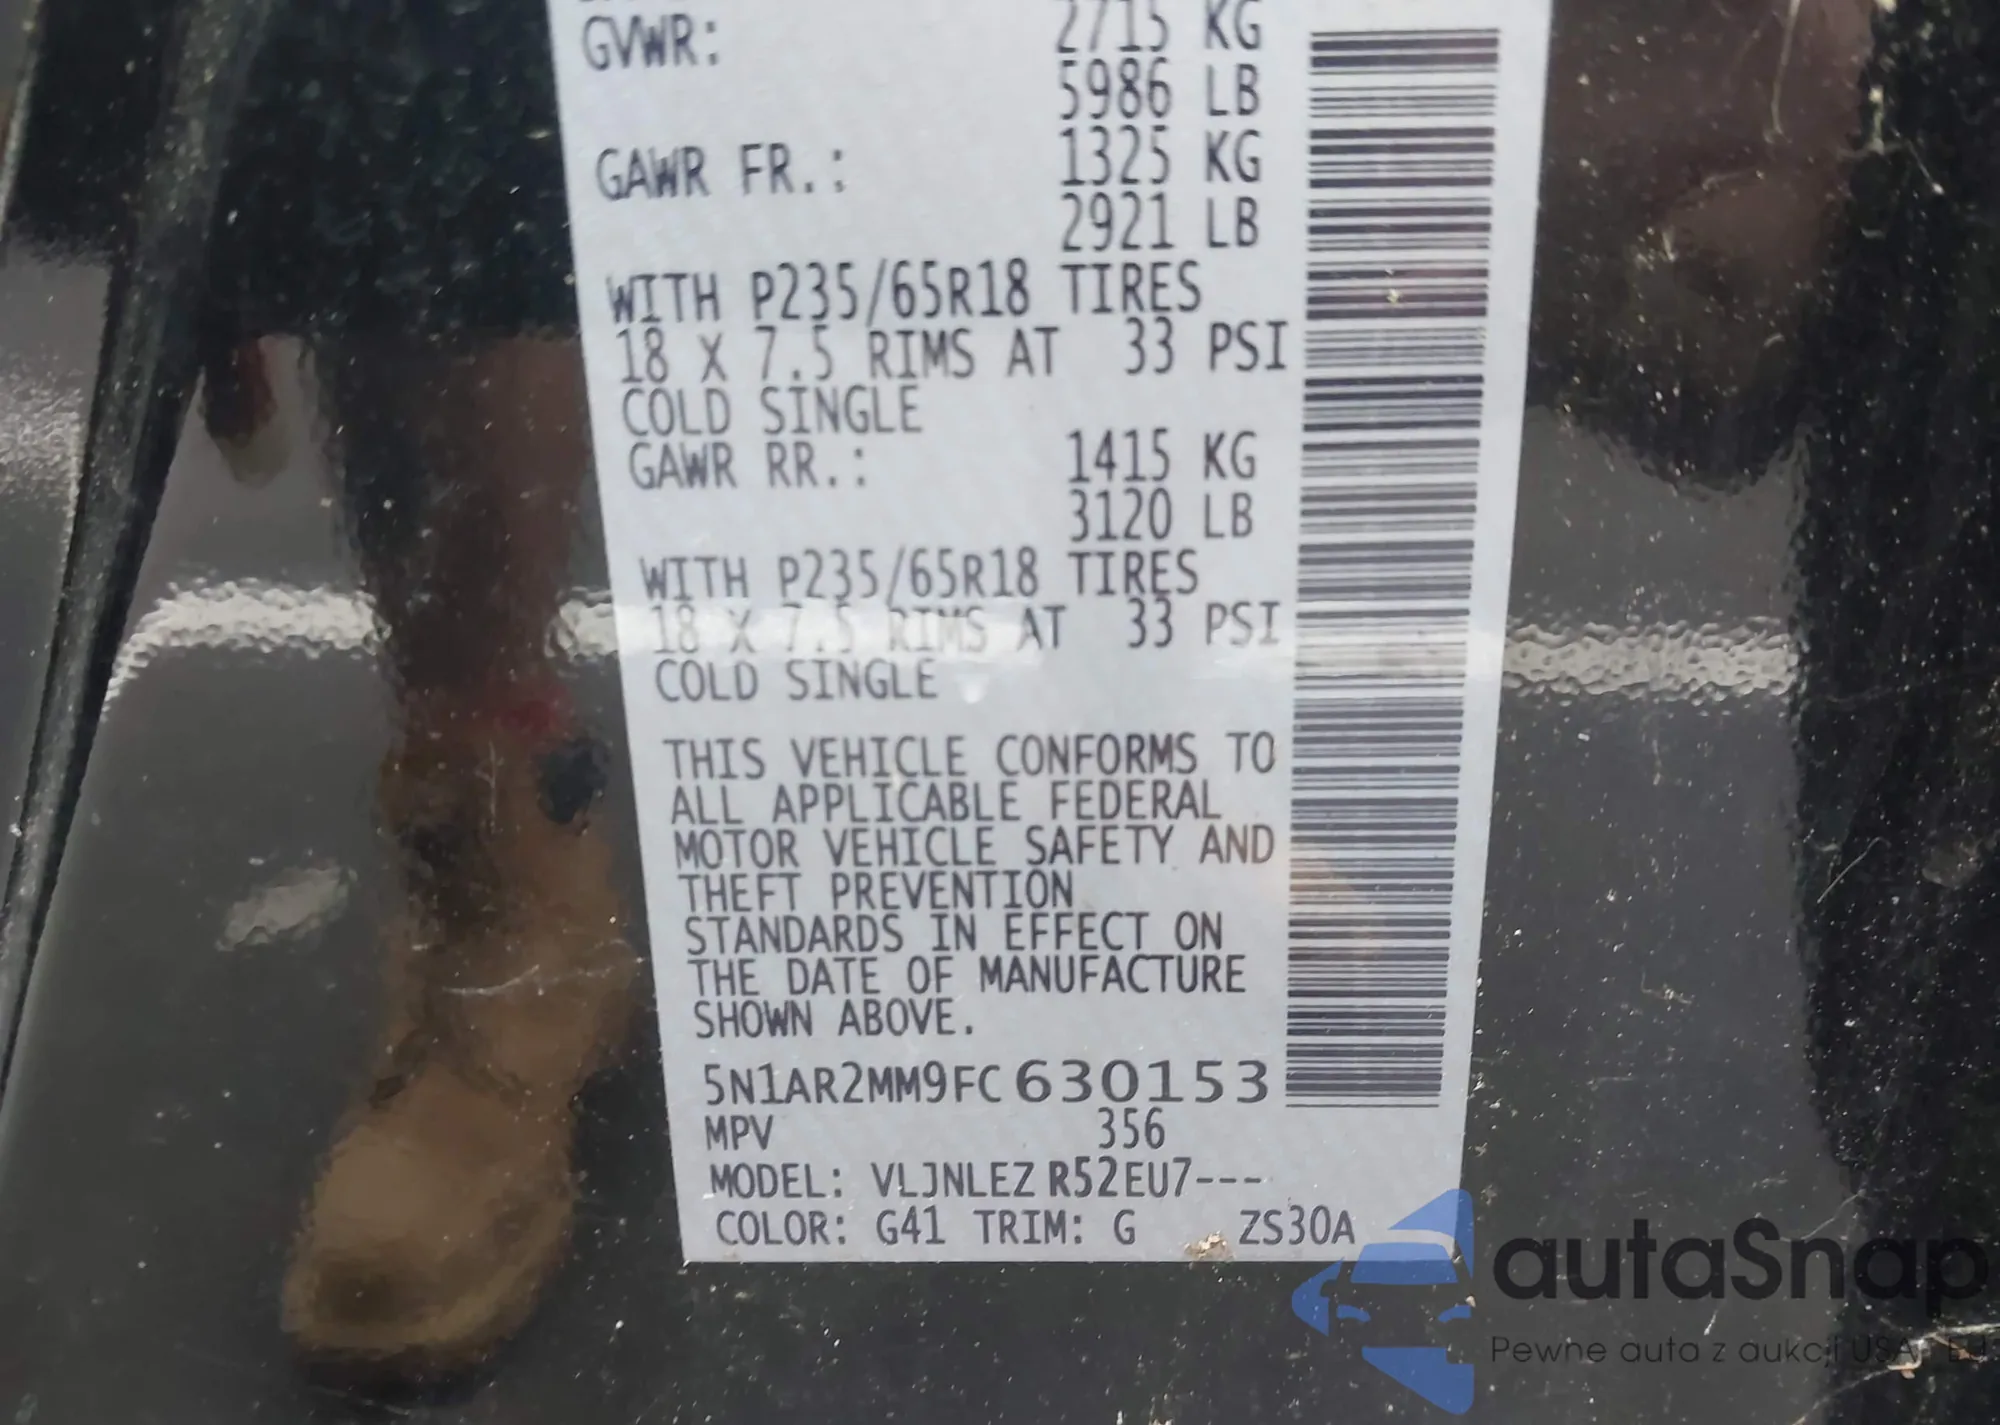 GVWR: 2715 KG
5986 LB
GAWR FR.: 1325 KG
2921 LB
WITH P235/65R18 TIRES
18 X 7.5 RIMS AT 33 PSI
COLD SINGLE
GAWR RR.: 1415 KG
3120 LB
WITH P235/65R18 TIRES
18 X 7.5 RIMS AT 33 PSI
COLD SINGLE
THIS VEHICLE CONFORMS TO
ALL APPLICABLE FEDERAL
MOTOR VEHICLE SAFETY AND
THEFT PREVENTION
STANDARDS IN EFFECT ON
THE DATE OF MANUFACTURE
SHOWN ABOVE.
5N1AR2MM9FC630153
MPV 356
MODEL: VLJNLEZ R52EU7---
COLOR: G41 TRIM: G ZS30A
autaSnap
Pewne auta z aukcji USA